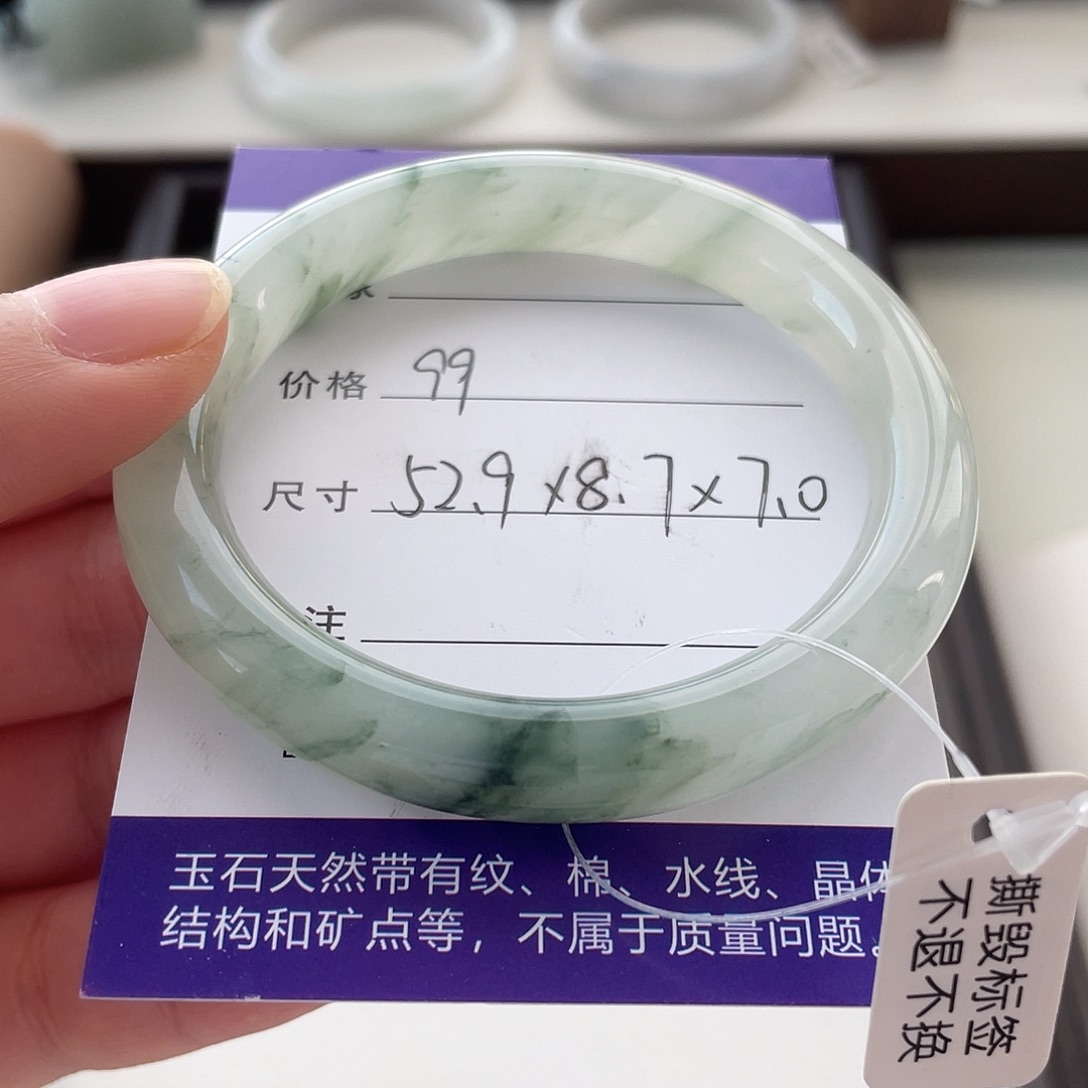 价格 99
尺寸 52.9×8.7×7.0
注
玉石天然带有纹、棉、水线、晶体
结构和矿点等，不属于质量问题。
撕毁标签
不退不换